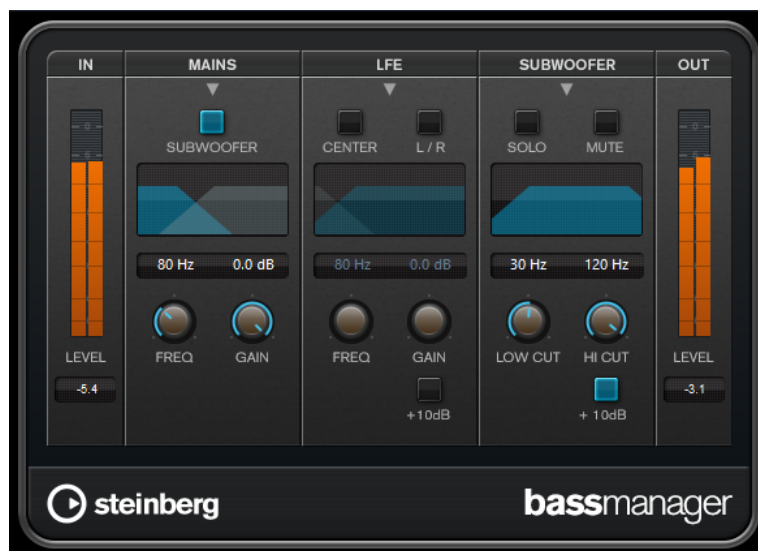 IN MAINS LFE SUBWOOFER OUT
0 0
SUBWOOFER CENTER L / R SOLO MUTE
80 Hz 0.0 dB 80 Hz 0.0 dB 30 Hz 120 Hz
LEVEL FREQ GAIN FREQ GAIN LOW CUT HI CUT LEVEL
-5.4 -3.1
+10dB + 10dB
steinberg bassmanager